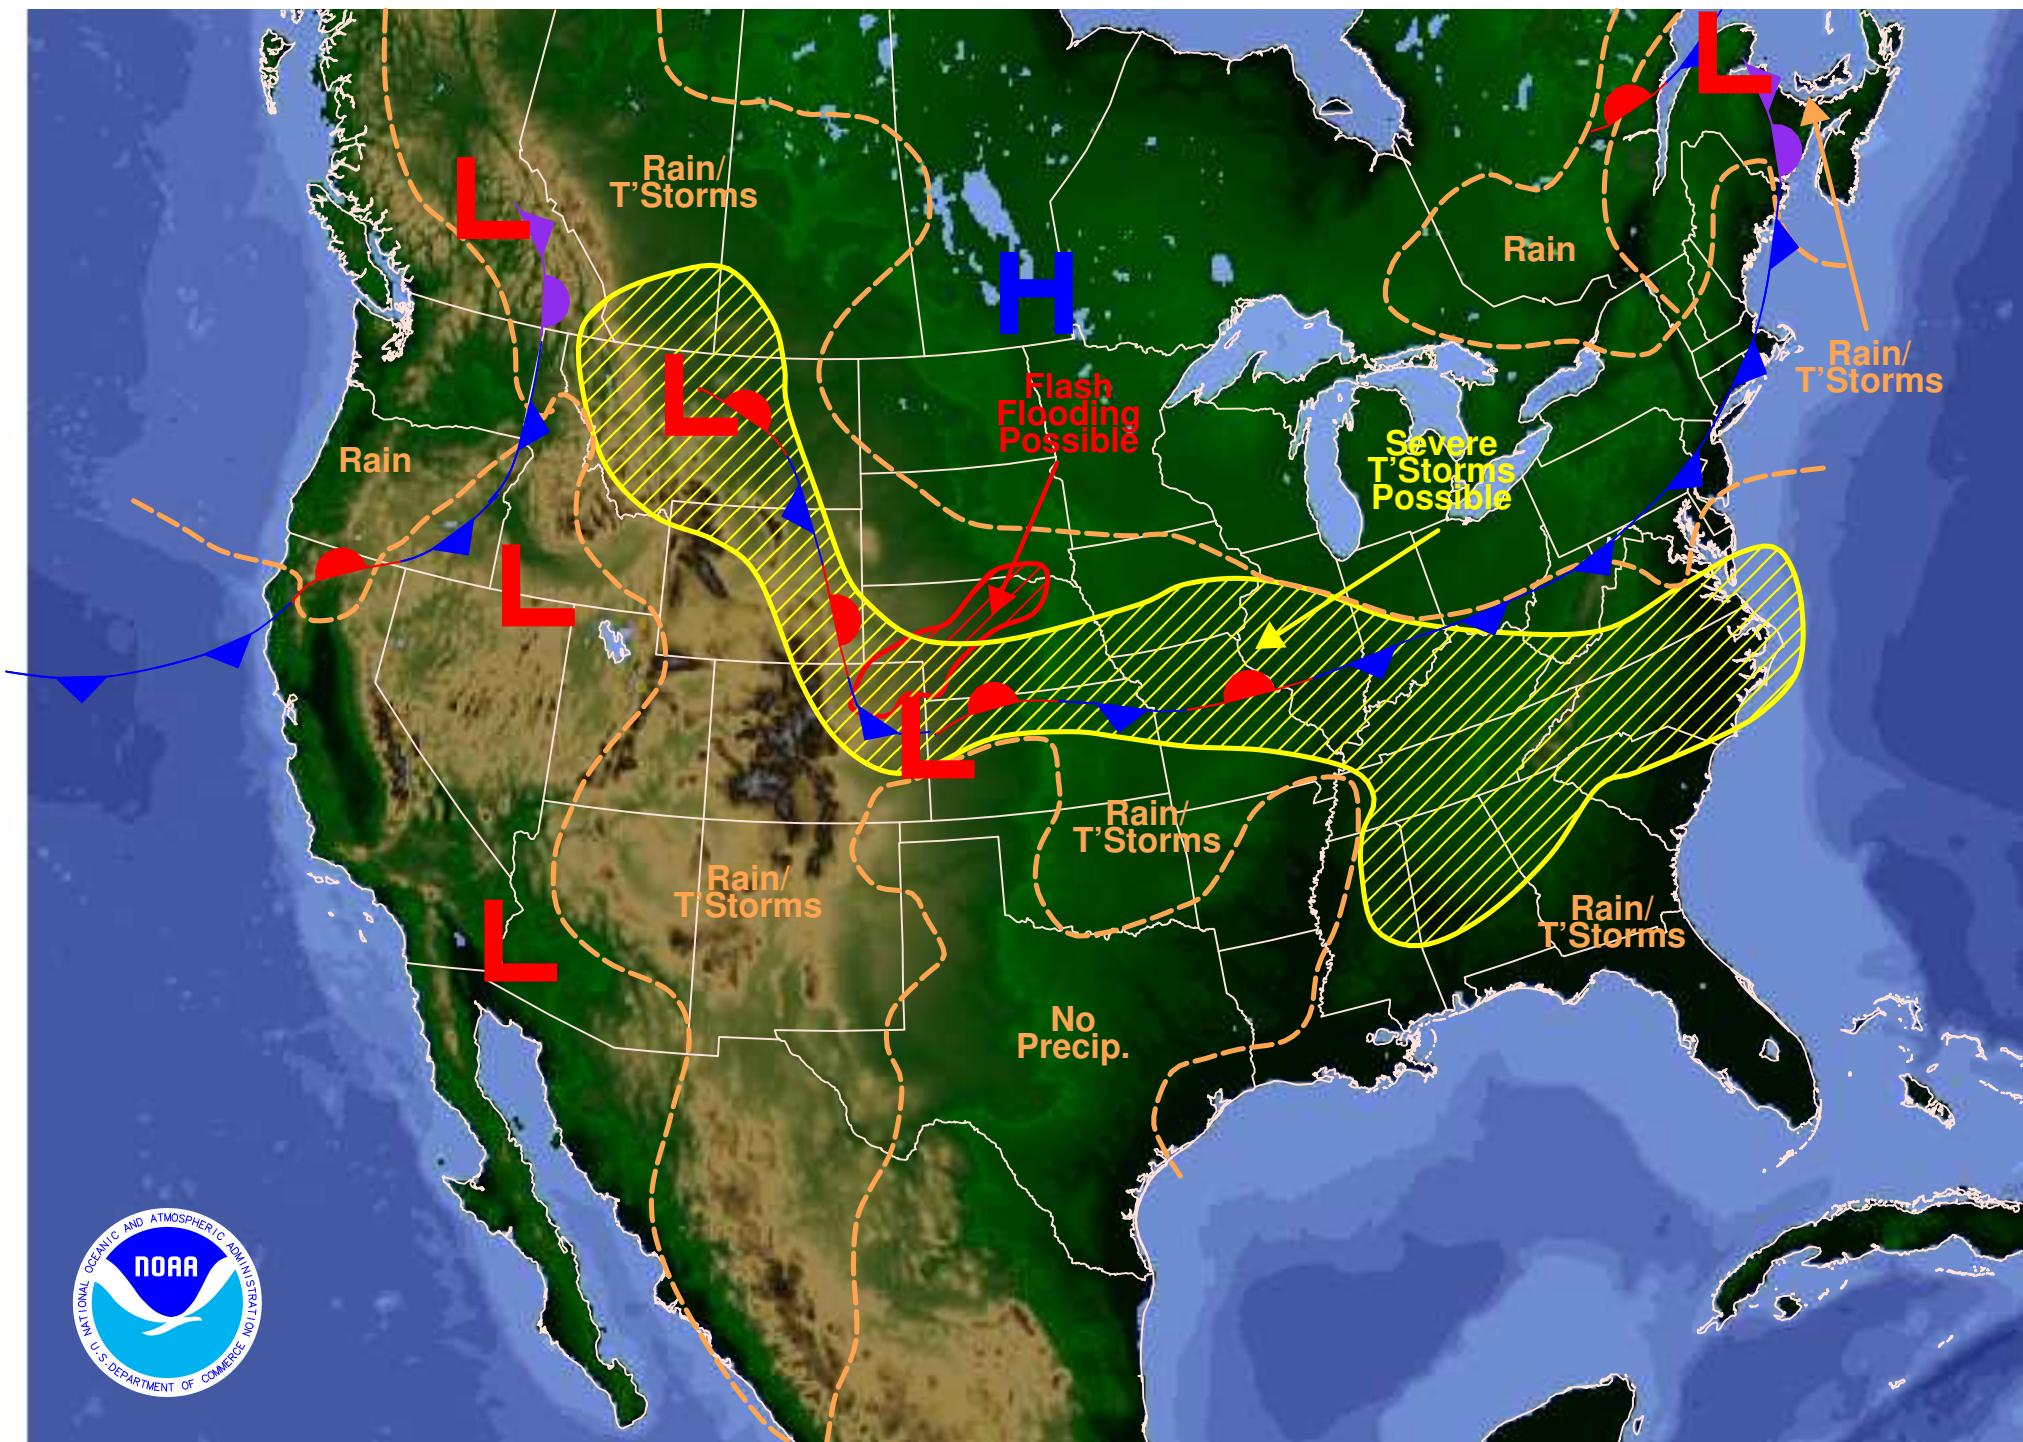 L
Rain/
T'Storms
L
Rain
H
Rain/
T'Storms
L
Flash
Flooding
Possible
Severe
T'Storms
Possible
Rain
L
L
Rain/
T'Storms
Rain/
T'Storms
Rain/
T'Storms
L
No
Precip.
NATIONAL OCEANIC AND ATMOSPHERIC ADMINISTRATION
NOAA
U.S. DEPARTMENT OF COMMERCE